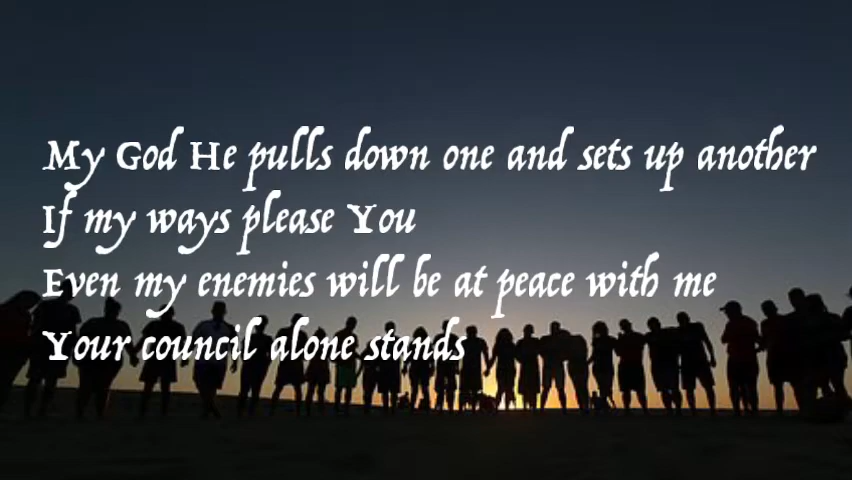 My God He pulls down one and sets up another
If my ways please You
Even my enemies will be at peace with me
Your council alone stands